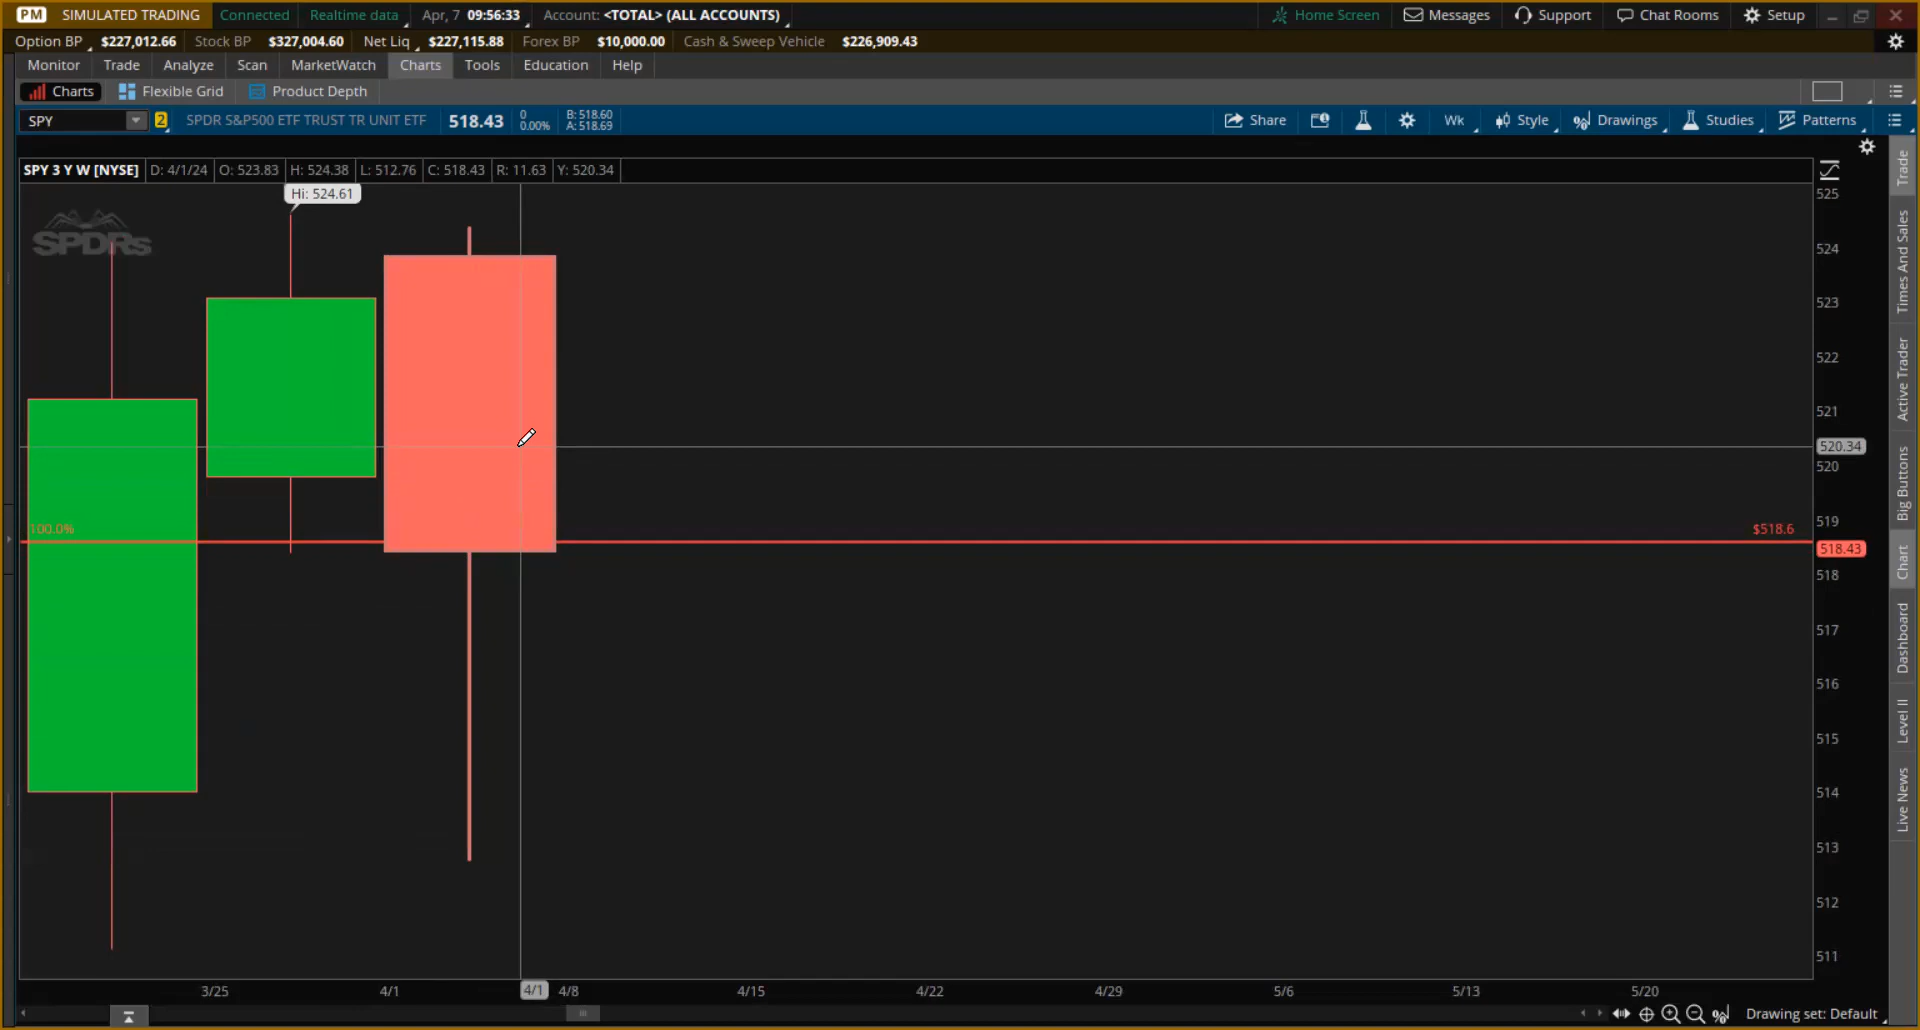 PM SIMULATED TRADING Connected Realtime data Apr, 7 09:56:33 Account: <TOTAL> (ALL ACCOUNTS) Home Screen Messages Support Chat Rooms Setup
Option BP $227,012.66 Stock BP $327,004.60 Net Liq $227,115.88 Forex BP $10,000.00 Cash & Sweep Vehicle $226,909.43
Monitor Trade Analyze Scan MarketWatch Charts Tools Education Help
Charts Flexible Grid Product Depth
SPY 2 SPDR S&P500 ETF TRUST TR UNIT ETF 518.43 0 0.00% B: 518.60 A: 518.69 Share Wk Style Drawings Studies Patterns
SPY 3 Y W [NYSE] D: 4/1/24 O: 523.83 H: 524.38 L: 512.76 C: 518.43 R: 11.63 Y: 520.34
Hi: 524.61
SPDRs
525
524
523
522
521
520.34
520
519
100.0% $518.6
518.43
518
517
516
515
514
513
512
511
3/25 4/1 4/1 4/8 4/15 4/22 4/29 5/6 5/13 5/20
Drawing set: Default
Trade
Times And Sales
Active Trader
Big Buttons
Chart
Dashboard
Level II
Live News